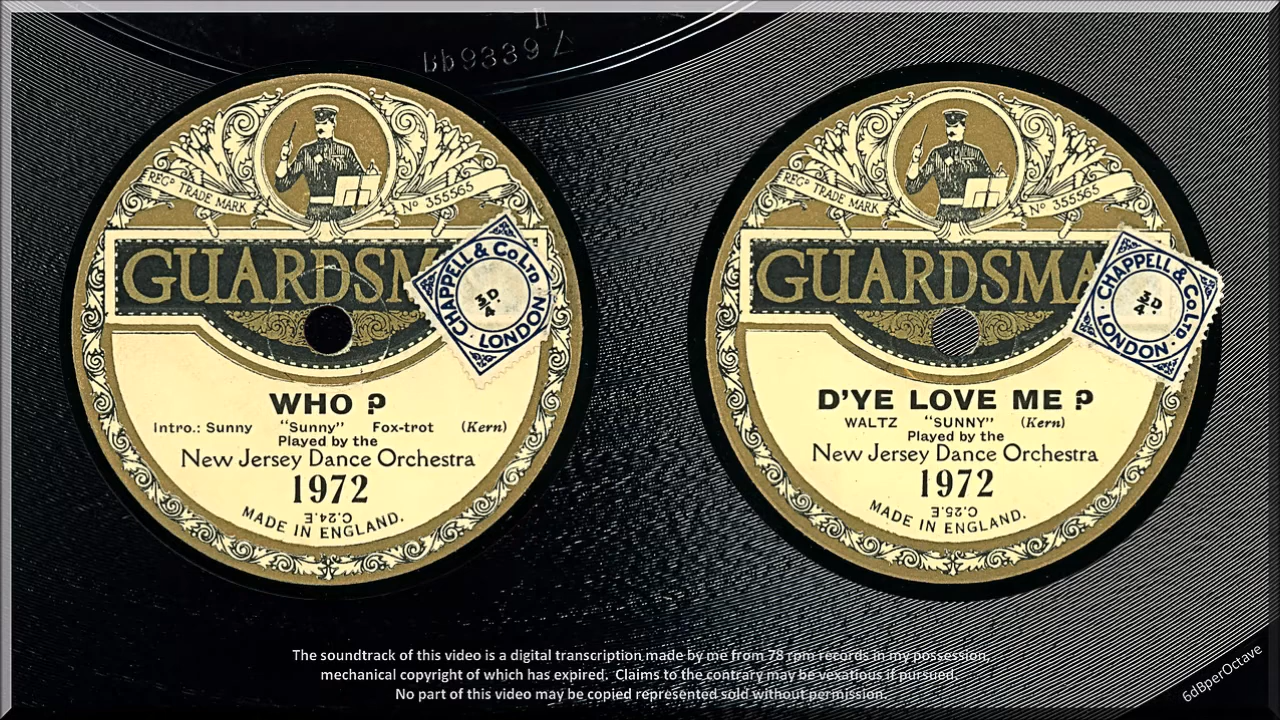 Bb9339 △
REGD TRADE MARK
No 355565
GUARDSM
CHAPPELL & Co LTD
LONDON
3D
4
WHO ?
Intro.: Sunny "Sunny" Fox-trot (Kern)
Played by the
New Jersey Dance Orchestra
1972
C.24.E
MADE IN ENGLAND.
REGD TRADE MARK
No 355565
GUARDSMA
CHAPPELL & Co LTD
LONDON
3D
4
D'YE LOVE ME ?
WALTZ "SUNNY" (Kern)
Played by the
New Jersey Dance Orchestra
1972
C.25.E
MADE IN ENGLAND.
The soundtrack of this video is a digital transcription made by me from 78 rpm records in my possession,
mechanical copyright of which has expired. Claims to the contrary may be vexatious if pursued.
No part of this video may be copied represented sold without permission.
6dBperOctave